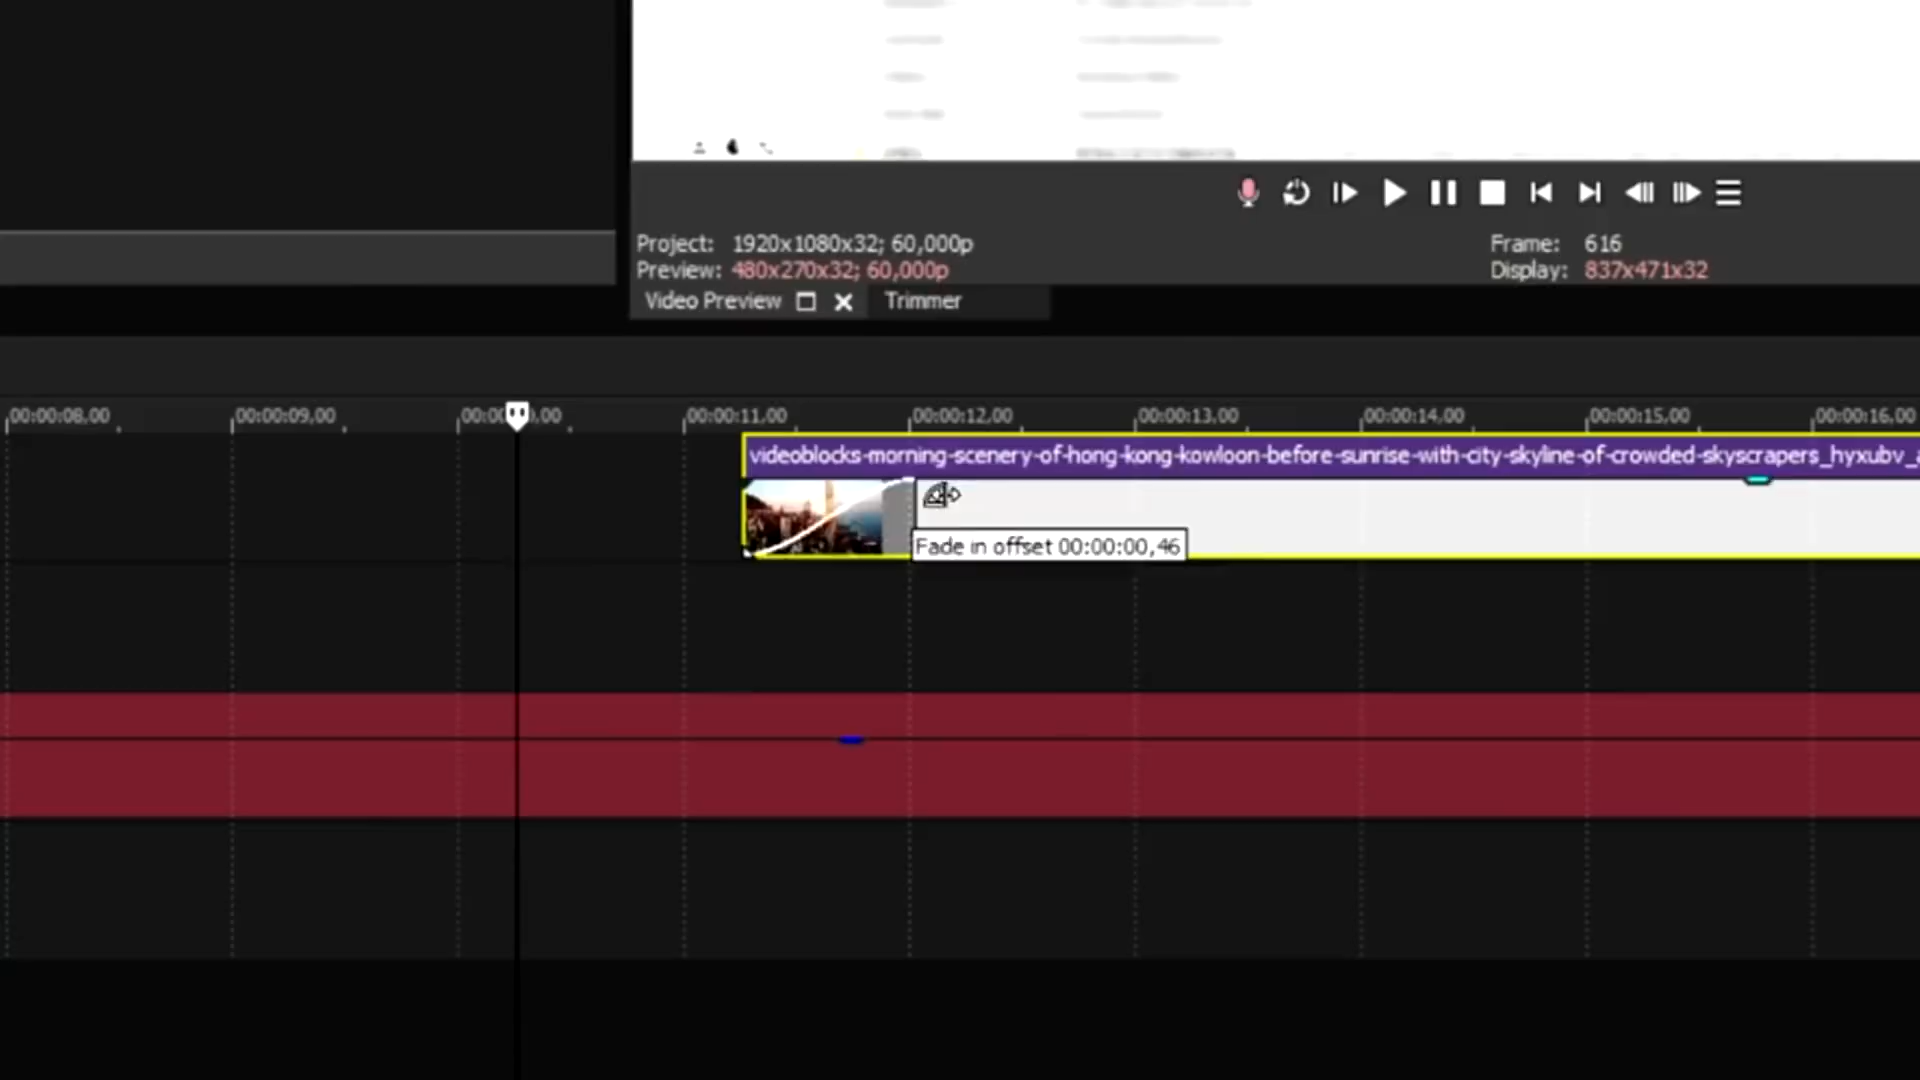 Project: 1920x1080x32; 60,000p
Frame: 616
Preview: 480x270x32; 60,000p
Display: 837x471x32
Video Preview
Trimmer
00:00:08,00 00:00:09,00 00:00:11,00 00:00:12,00 00:00:13,00 00:00:14,00 00:00:15,00 00:00:16,00
videoblocks-morning-scenery-of-hong-kong-kowloon-before-sunrise-with-city-skyline-of-crowded-skyscrapers_hyxubv_a
Fade in offset 00:00:00,46